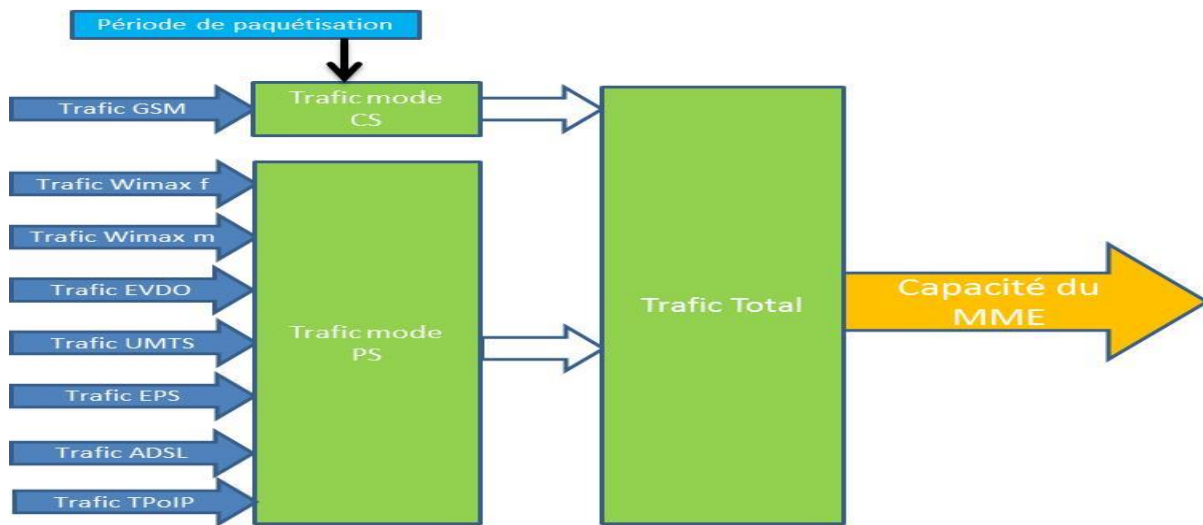 Période de paquétisation
Trafic GSM
Trafic mode
CS
Trafic Wimax f
Trafic Wimax m
Trafic EVDO
Trafic UMTS
Trafic EPS
Trafic ADSL
Trafic TPoIP
Trafic mode
PS
Trafic Total
Capacité du
MME